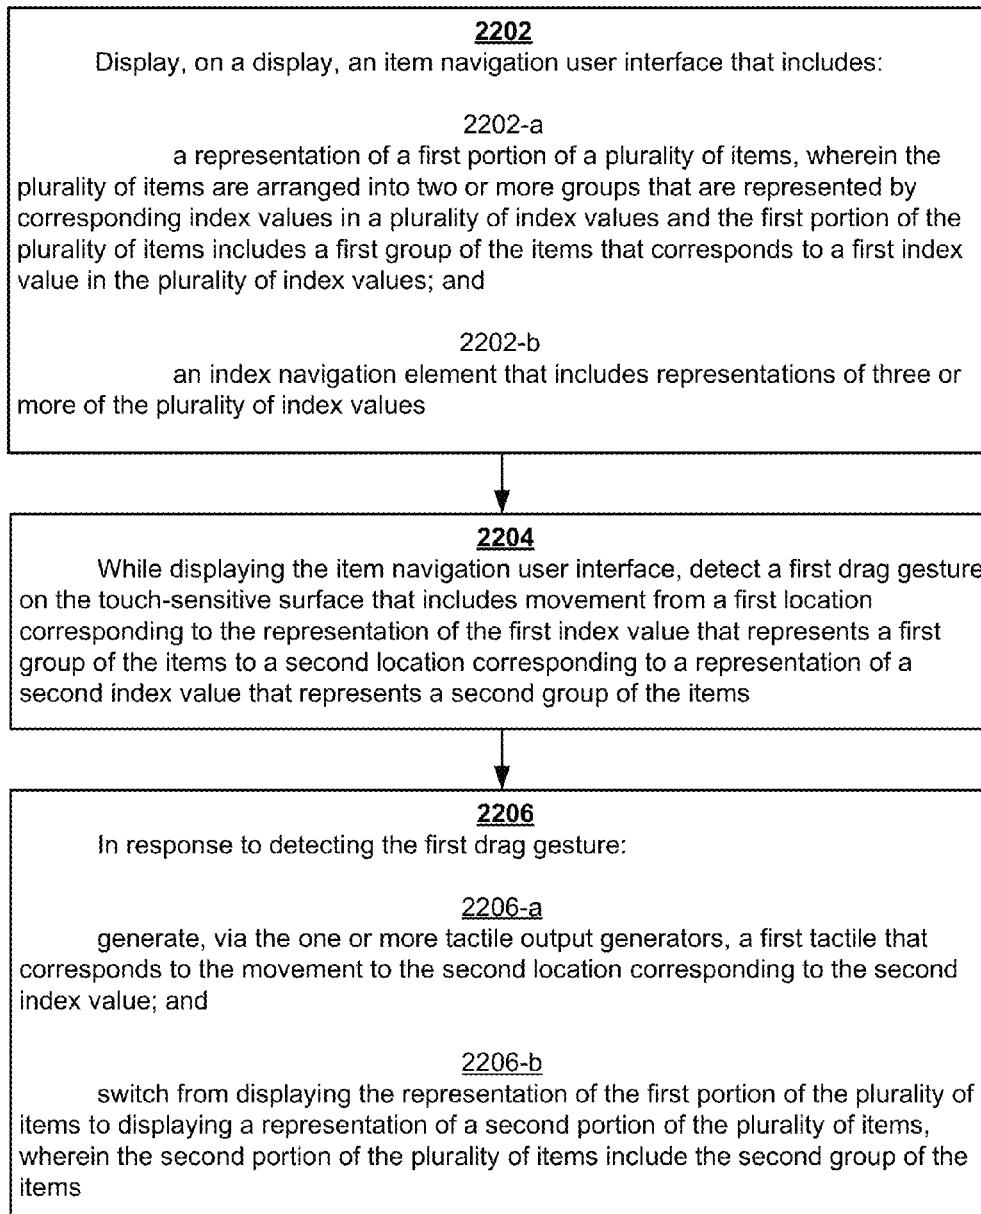 2202
Display, on a display, an item navigation user interface that includes:
2202-a
a representation of a first portion of a plurality of items, wherein the
plurality of items are arranged into two or more groups that are represented by
corresponding index values in a plurality of index values and the first portion of the
plurality of items includes a first group of the items that corresponds to a first index
value in the plurality of index values; and
2202-b
an index navigation element that includes representations of three or
more of the plurality of index values
2204
While displaying the item navigation user interface, detect a first drag gesture
on the touch-sensitive surface that includes movement from a first location
corresponding to the representation of the first index value that represents a first
group of the items to a second location corresponding to a representation of a
second index value that represents a second group of the items
2206
In response to detecting the first drag gesture:
2206-a
generate, via the one or more tactile output generators, a first tactile that
corresponds to the movement to the second location corresponding to the second
index value; and
2206-b
switch from displaying the representation of the first portion of the plurality of
items to displaying a representation of a second portion of the plurality of items,
wherein the second portion of the plurality of items include the second group of the
items